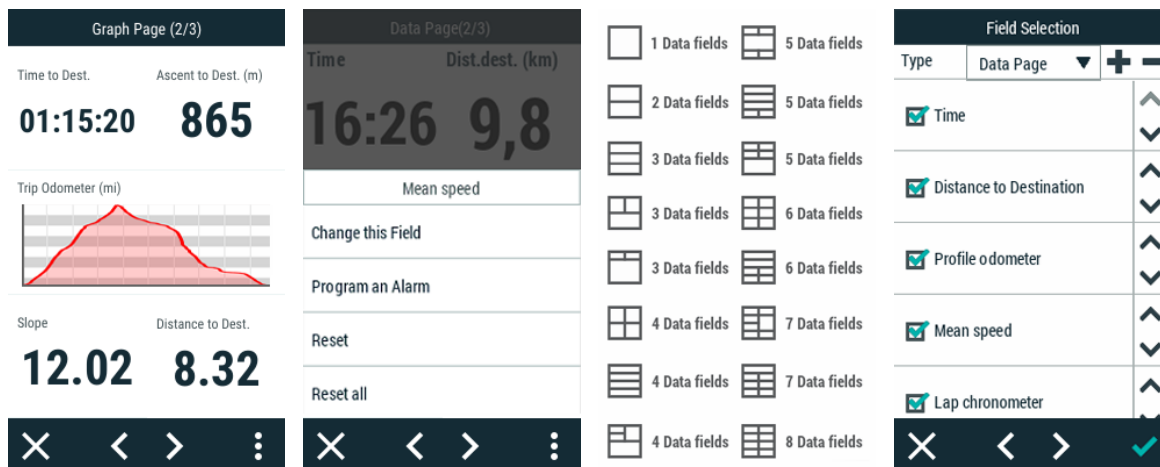 Graph Page (2/3)
Time to Dest. Ascent to Dest. (m)
01:15:20 865
Trip Odometer (mi)
Slope Distance to Dest.
12.02 8.32
Data Page(2/3)
Time Dist.dest. (km)
16:26 9,8
Mean speed
Change this Field
Program an Alarm
Reset
Reset all
1 Data fields 5 Data fields
2 Data fields 5 Data fields
3 Data fields 5 Data fields
3 Data fields 6 Data fields
3 Data fields 6 Data fields
4 Data fields 7 Data fields
4 Data fields 7 Data fields
4 Data fields 8 Data fields
Field Selection
Type Data Page
Time
Distance to Destination
Profile odometer
Mean speed
Lap chronometer